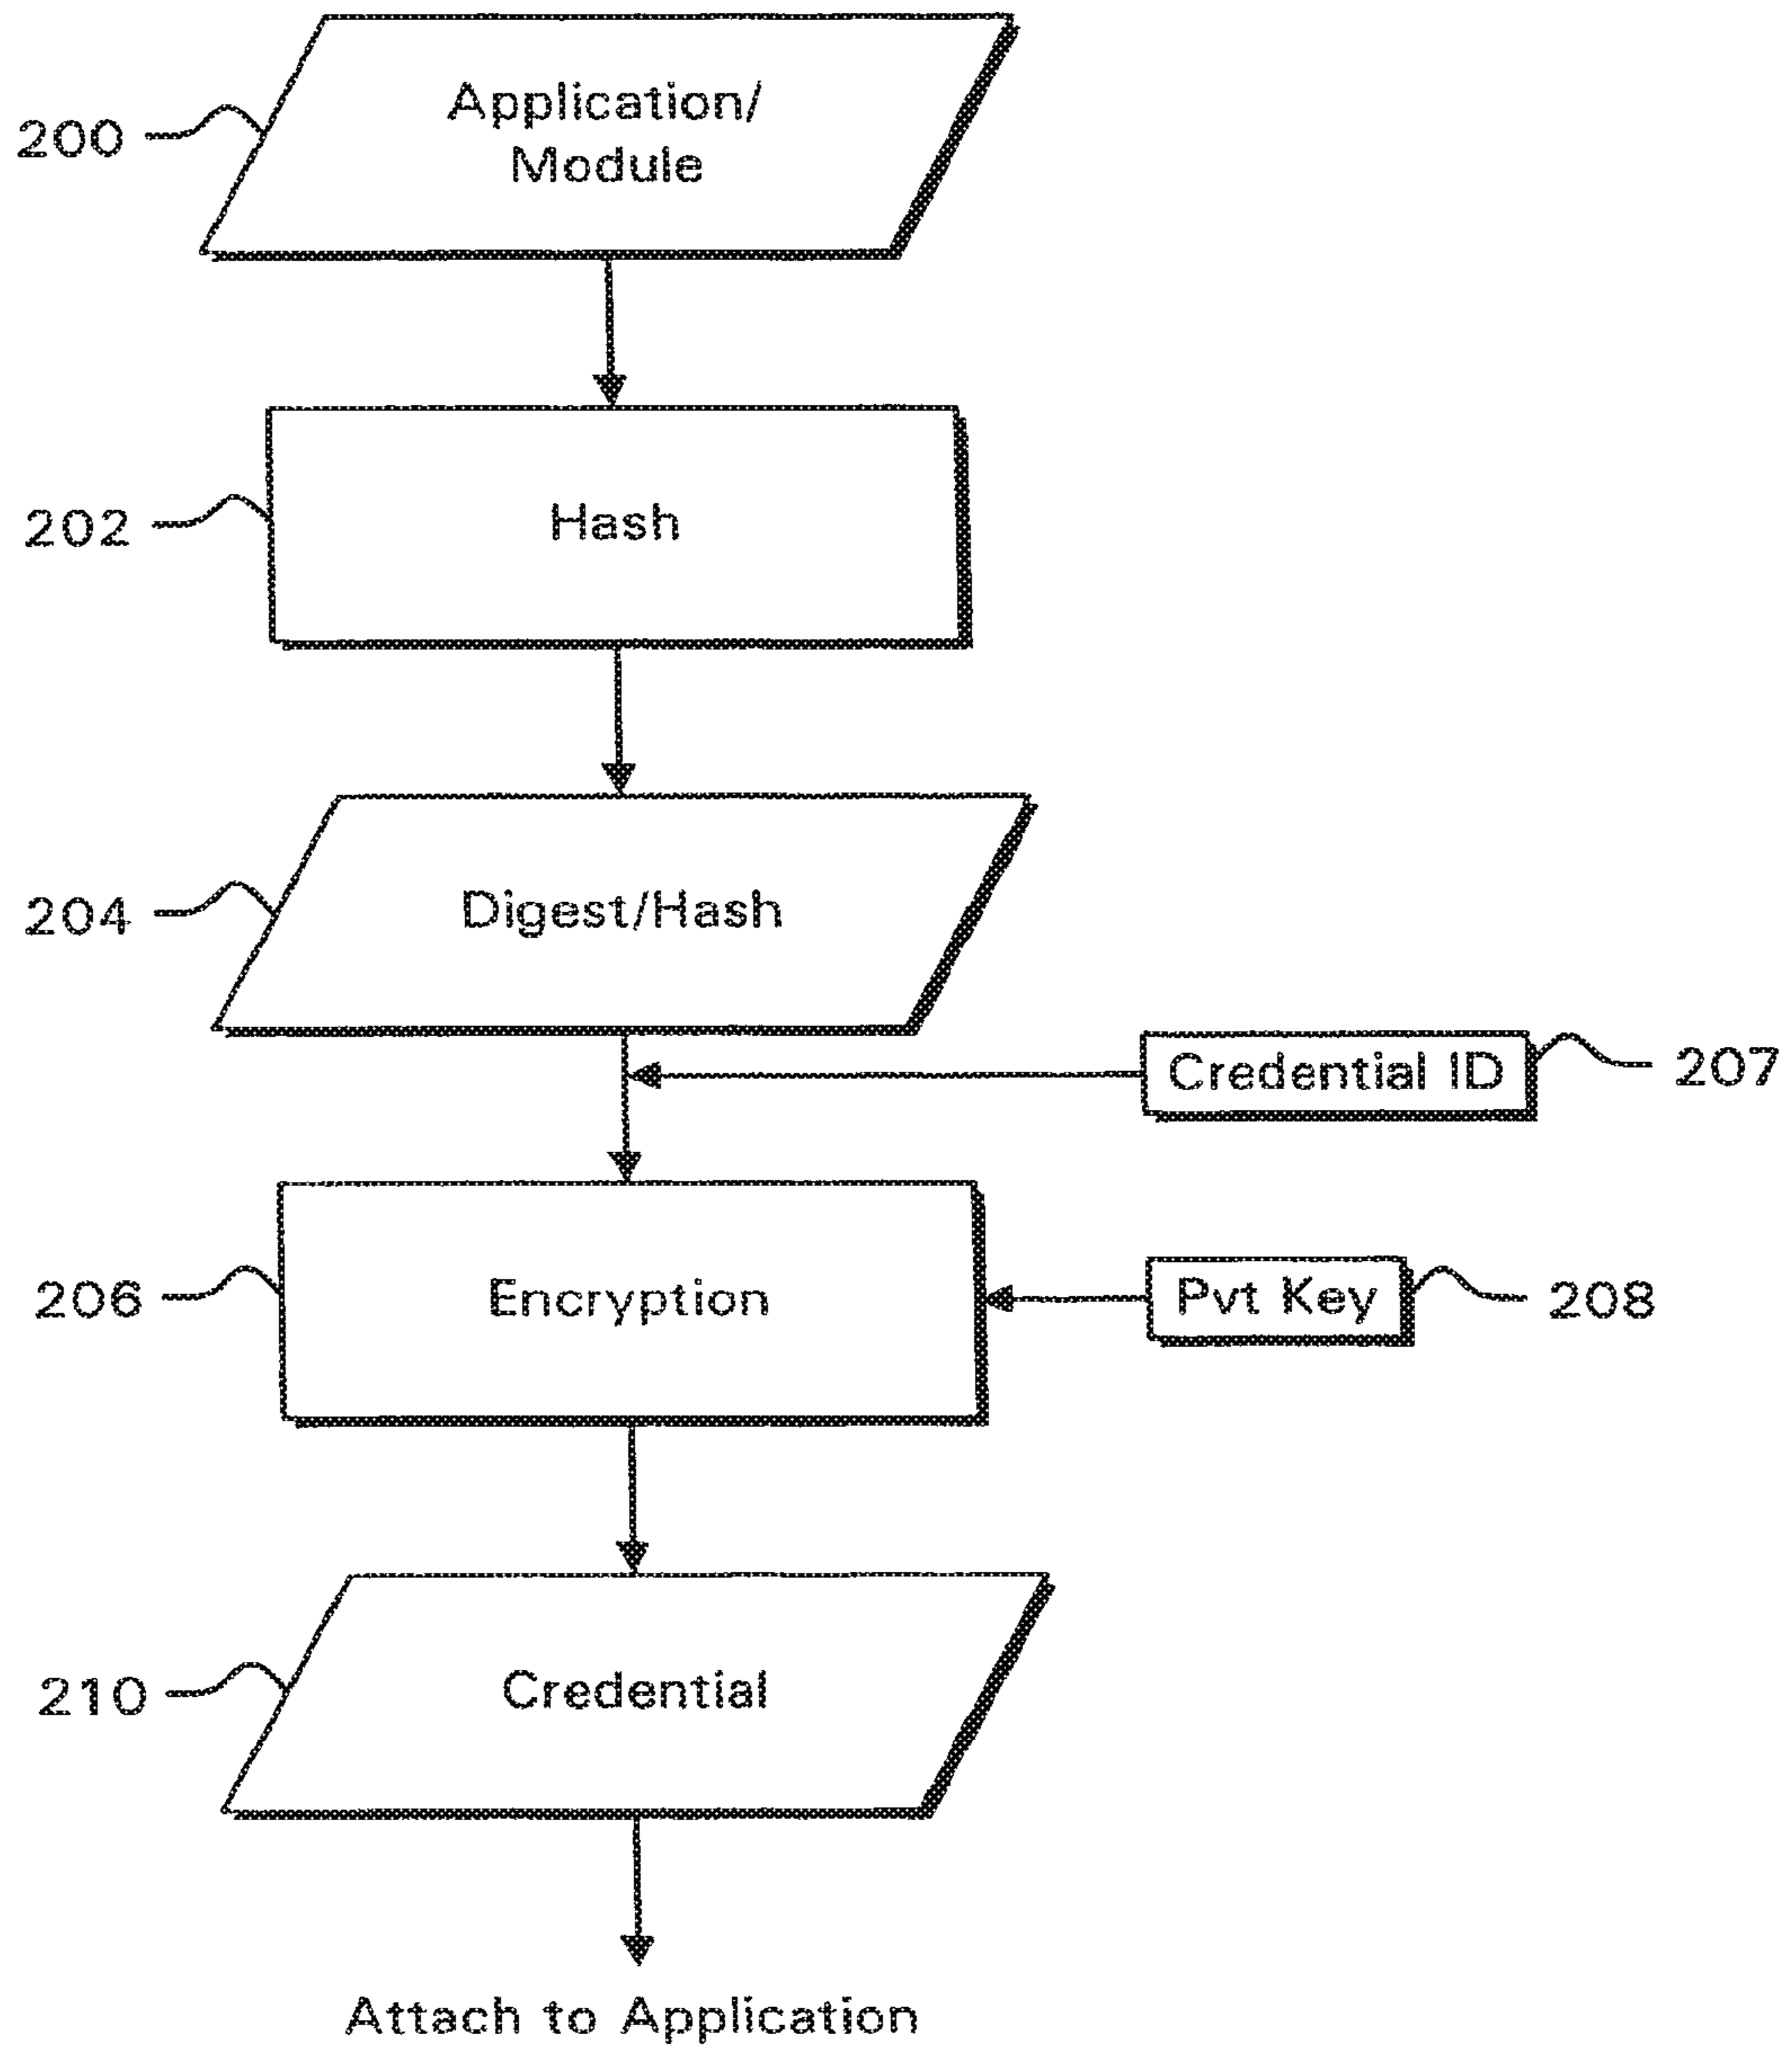 Application/
Module
200
Hash
202
Digest/Hash
204
Credential ID
207
Encryption
206
Pvt Key
208
Credential
210
Attach to Application